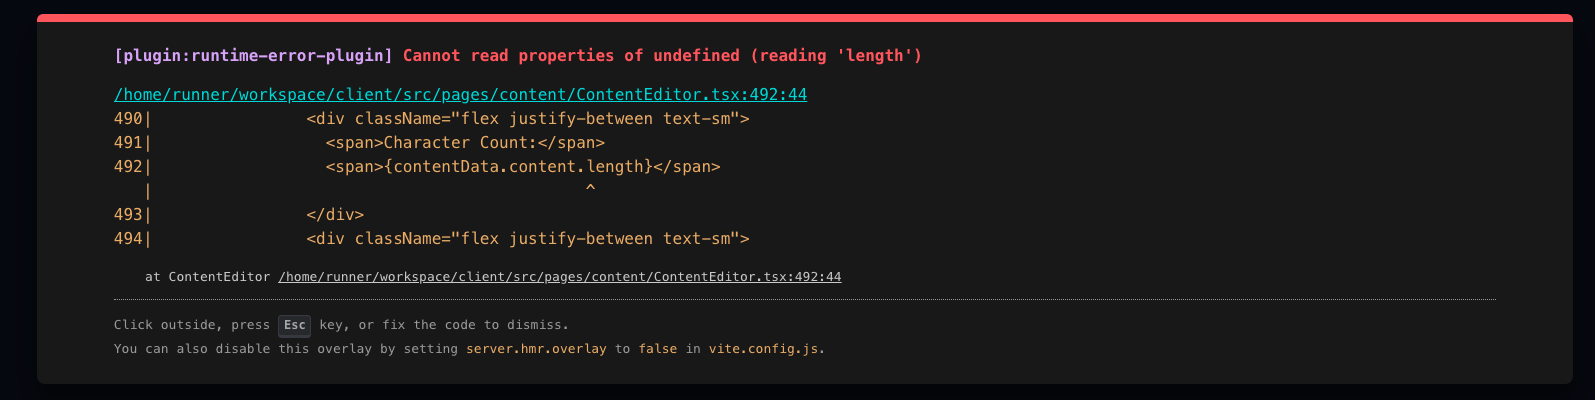 [plugin:runtime-error-plugin] Cannot read properties of undefined (reading 'length')
/home/runner/workspace/client/src/pages/content/ContentEditor.tsx:492:44
490|                <div className="flex justify-between text-sm">
491|                  <span>Character Count:</span>
492|                  <span>{contentData.content.length}</span>
   |                                             ^
493|                </div>
494|                <div className="flex justify-between text-sm">
at ContentEditor /home/runner/workspace/client/src/pages/content/ContentEditor.tsx:492:44
Click outside, press Esc key, or fix the code to dismiss.
You can also disable this overlay by setting server.hmr.overlay to false in vite.config.js.